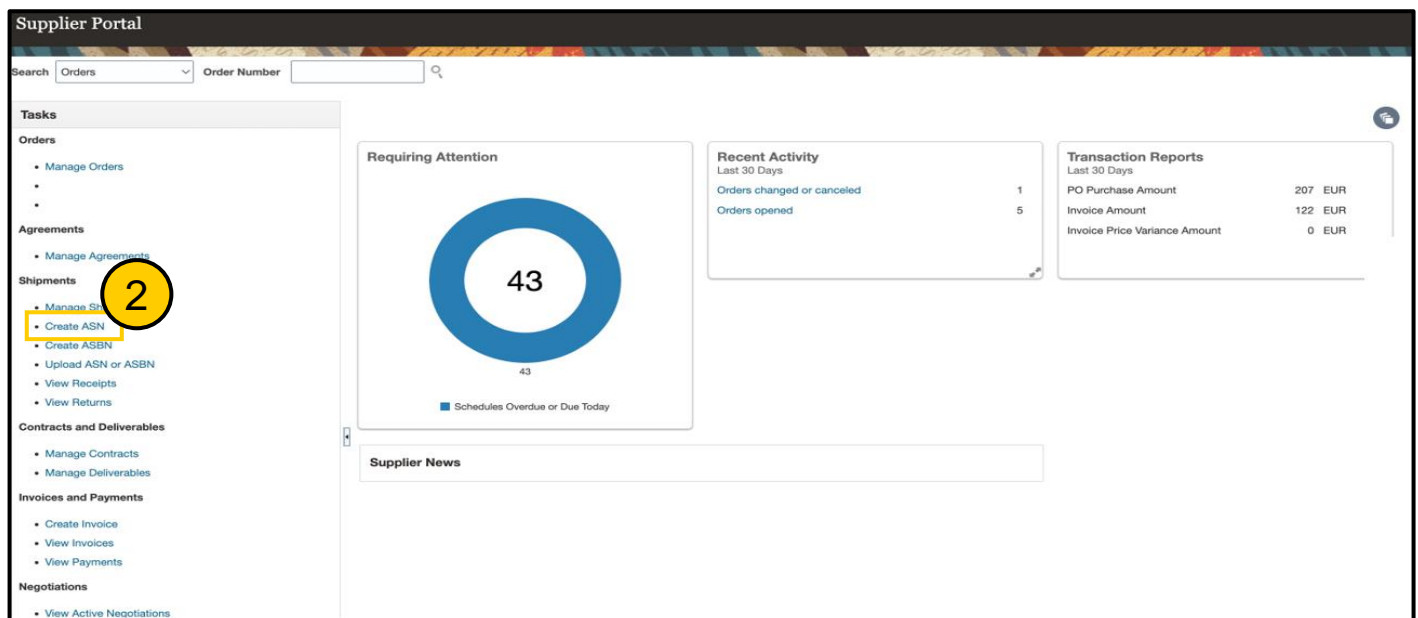 Supplier Portal
Search Orders Order Number
Tasks
Orders
• Manage Orders
•
•
Agreements
• Manage Agreements
Shipments
• Manage Sh
2
• Create ASN
• Create ASBN
• Upload ASN or ASBN
• View Receipts
• View Returns
Contracts and Deliverables
• Manage Contracts
• Manage Deliverables
Invoices and Payments
• Create Invoice
• View Invoices
• View Payments
Negotiations
• View Active Negotiations
Requiring Attention
43
43
Schedules Overdue or Due Today
Recent Activity
Last 30 Days
Orders changed or canceled 1
Orders opened 5
Transaction Reports
Last 30 Days
PO Purchase Amount 207 EUR
Invoice Amount 122 EUR
Invoice Price Variance Amount 0 EUR
Supplier News